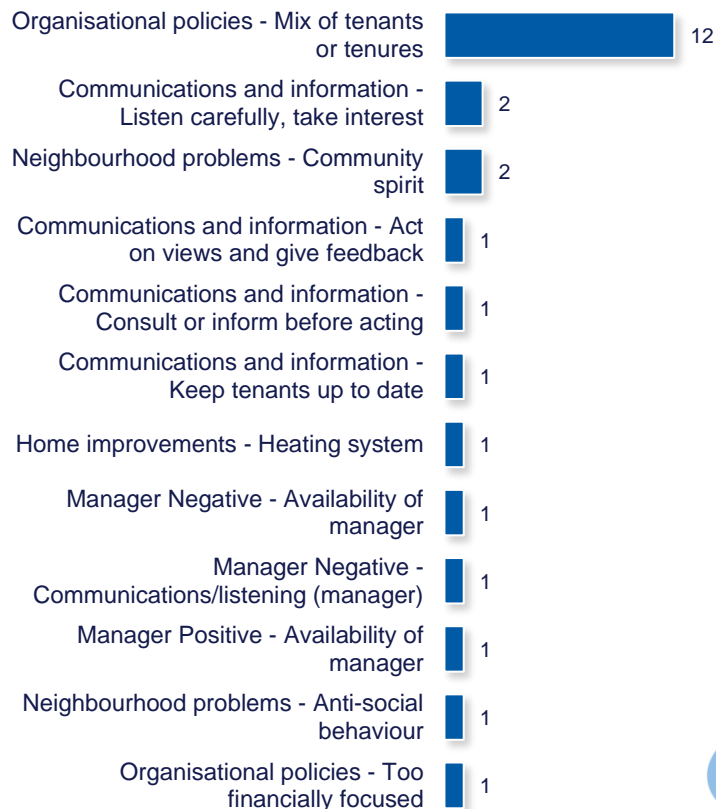 Organisational policies - Mix of tenants
or tenures
12
Communications and information -
Listen carefully, take interest
2
Neighbourhood problems - Community
spirit
2
Communications and information - Act
on views and give feedback
1
Communications and information -
Consult or inform before acting
1
Communications and information -
Keep tenants up to date
1
Home improvements - Heating system
1
Manager Negative - Availability of
manager
1
Manager Negative -
Communications/listening (manager)
1
Manager Positive - Availability of
manager
1
Neighbourhood problems - Anti-social
behaviour
1
Organisational policies - Too
financially focused
1